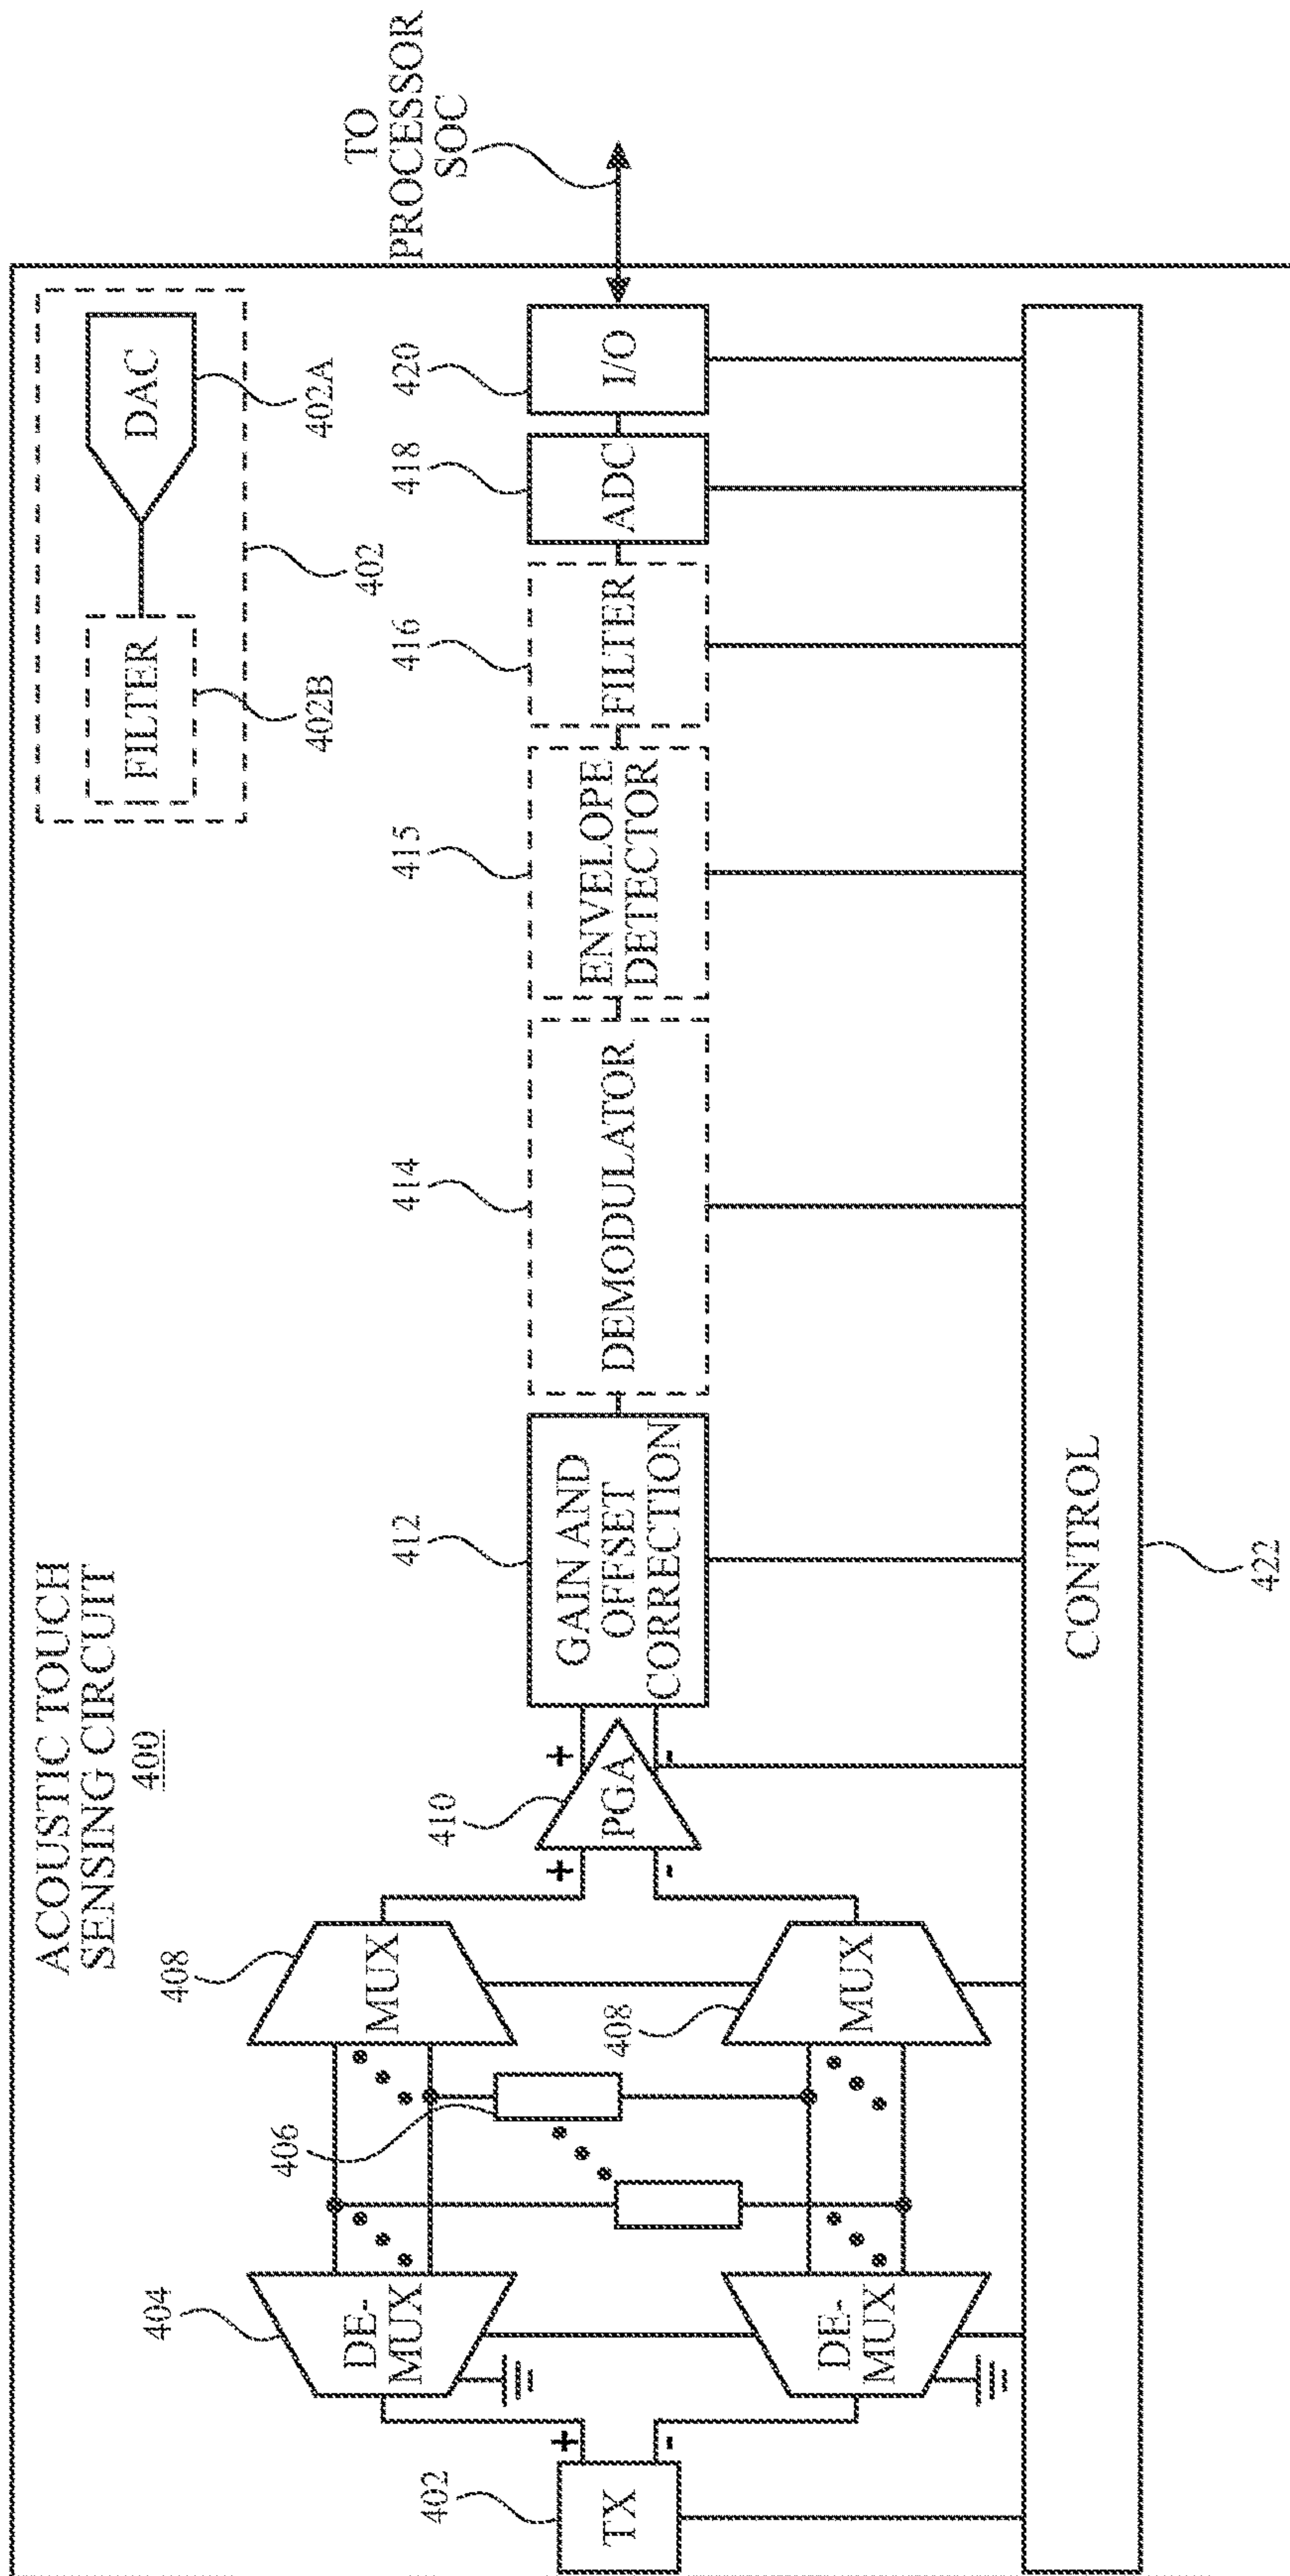 ACOUSTIC TOUCH
SENSING CIRCUIT
400
402
TX
+
-
404
DE-
MUX
DE-
MUX
406
408
MUX
408
MUX
+
-
410
PGA
+
-
412
GAIN AND
OFFSET
CORRECTION
414
DEMODULATOR
415
ENVELOPE
DETECTOR
416
FILTER
418
ADC
420
I/O
TO
PROCESSOR
SOC
FILTER
402B
DAC
402A
402
CONTROL
422